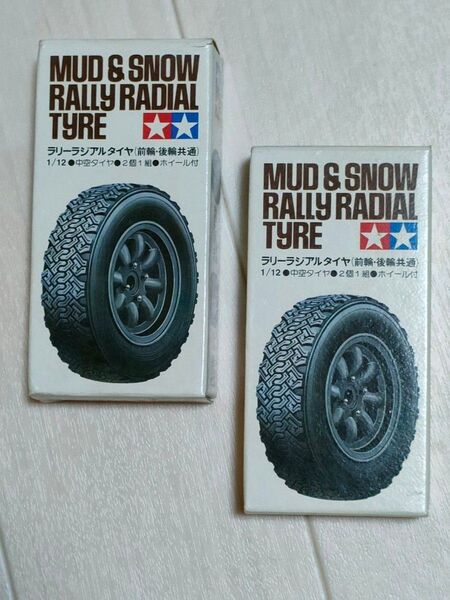 MUD & SNOW
RALLY RADIAL
TYRE
ラリーラジアルタイヤ(前輪・後輪共通)
1/12●中空タイヤ●2個1組●ホイール付
MUD & SNOW
RALLY RADIAL
TYRE
ラリーラジアルタイヤ(前輪・後輪共通)
1/12●中空タイヤ●2個1組●ホイール付